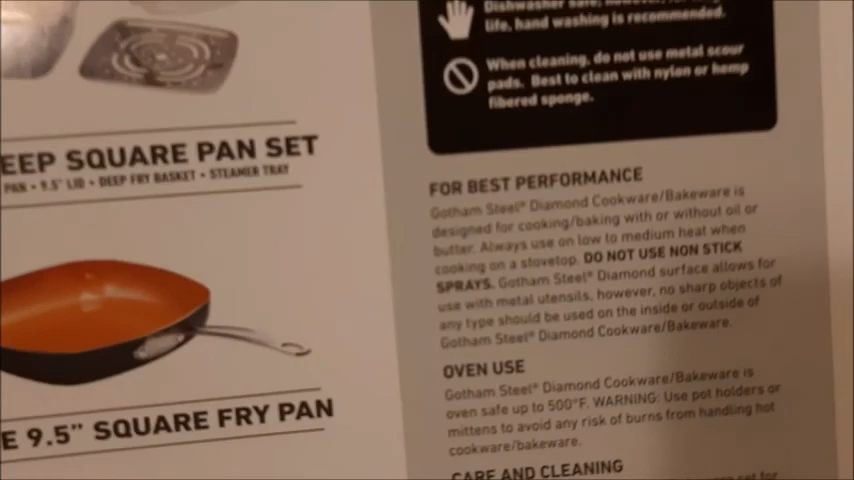 EEP SQUARE PAN SET
PAN • 9.5" LID • DEEP FRY BASKET • STEAMER TRAY
E 9.5" SQUARE FRY PAN
Dishwasher safe, however, for
life, hand washing is recommended.
When cleaning, do not use metal scour
pads. Best to clean with nylon or hemp
fibered sponge.
FOR BEST PERFORMANCE
Gotham Steel® Diamond Cookware/Bakeware is
designed for cooking/baking with or without oil or
butter. Always use on low to medium heat when
cooking on a stovetop. DO NOT USE NON STICK
SPRAYS. Gotham Steel® Diamond surface allows for
use with metal utensils, however, no sharp objects of
any type should be used on the inside or outside of
Gotham Steel® Diamond Cookware/Bakeware.
OVEN USE
Gotham Steel® Diamond Cookware/Bakeware is
oven safe up to 500°F. WARNING: Use pot holders or
mittens to avoid any risk of burns from handling hot
cookware/bakeware.
CARE AND CLEANING